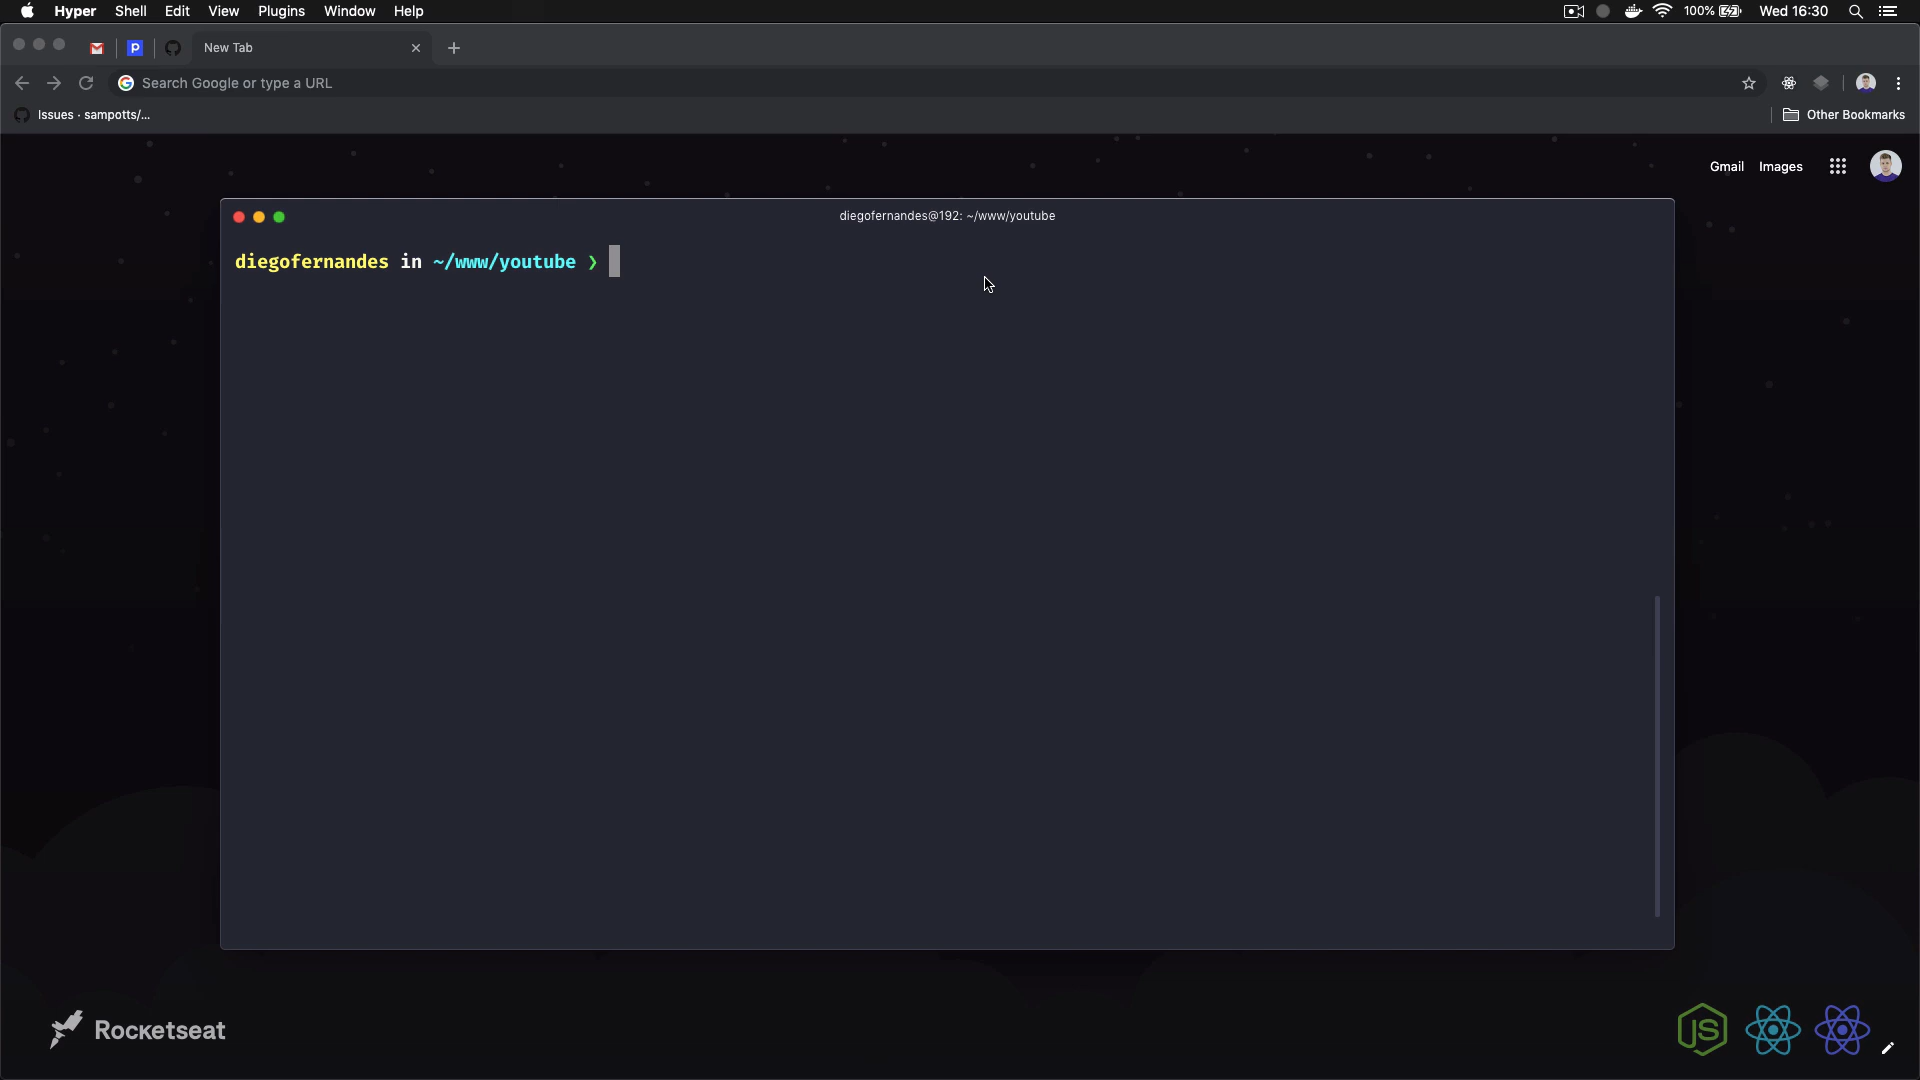 Hyper Shell Edit View Plugins Window Help 100% Wed 16:30
New Tab
Search Google or type a URL
Issues · sampotts/... Other Bookmarks
Gmail Images
diegofernandes@192: ~/www/youtube
diegofernandes in ~/www/youtube ❯
Rocketseat
JS